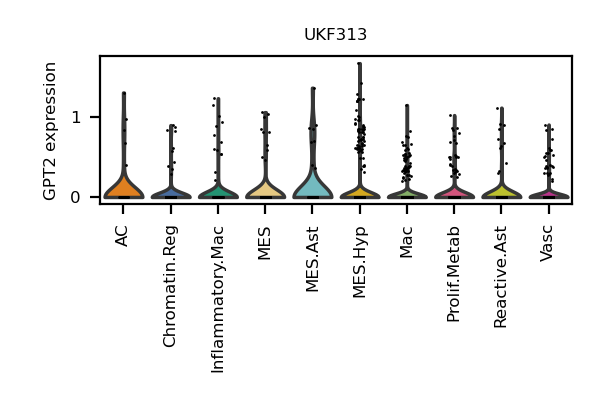 UKF313
GPT2 expression
1
0
AC
Chromatin.Reg
Inflammatory.Mac
MES
MES.Ast
MES.Hyp
Mac
Prolif.Metab
Reactive.Ast
Vasc